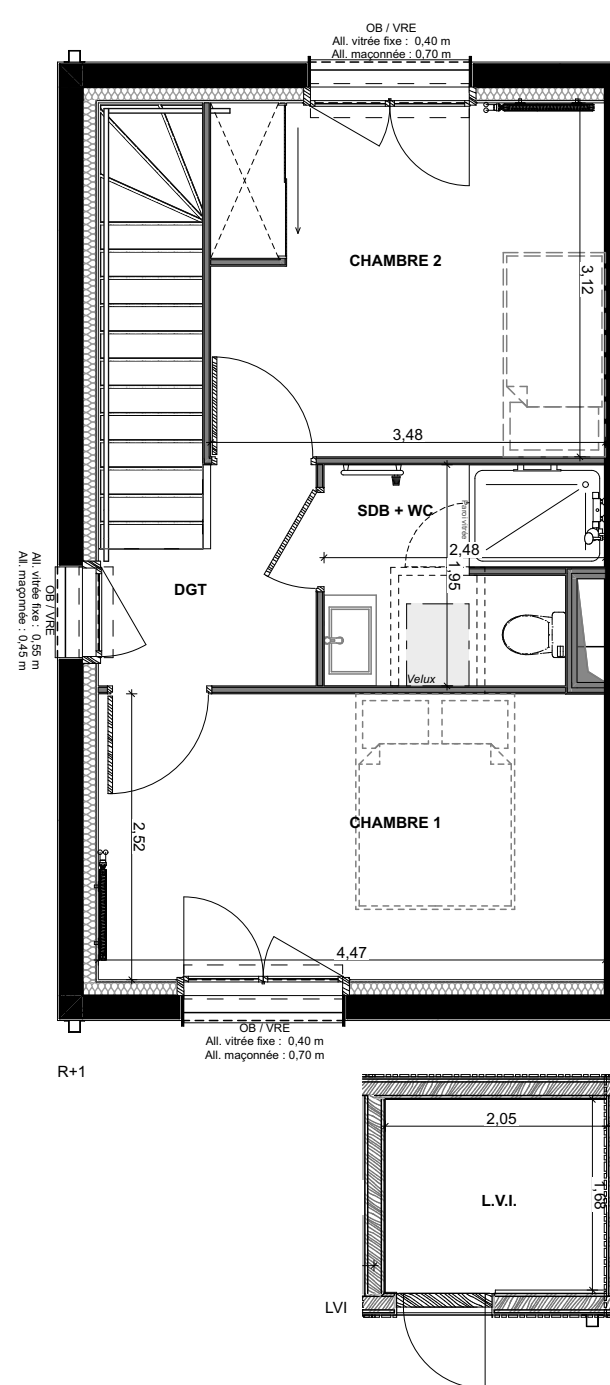 OB / VRE
All. vitrée fixe : 0,40 m
All. maçonnée : 0,70 m
CHAMBRE 2
3,12
3,48
SDB + WC
Paroi vitrée
2,48
1,95
DGT
OB / VRE
All. vitrée fixe : 0,55 m
All. maçonnée : 0,45 m
Velux
CHAMBRE 1
2,52
4,47
OB / VRE
All. vitrée fixe : 0,40 m
All. maçonnée : 0,70 m
R+1
2,05
1,68
L.V.I.
LVI